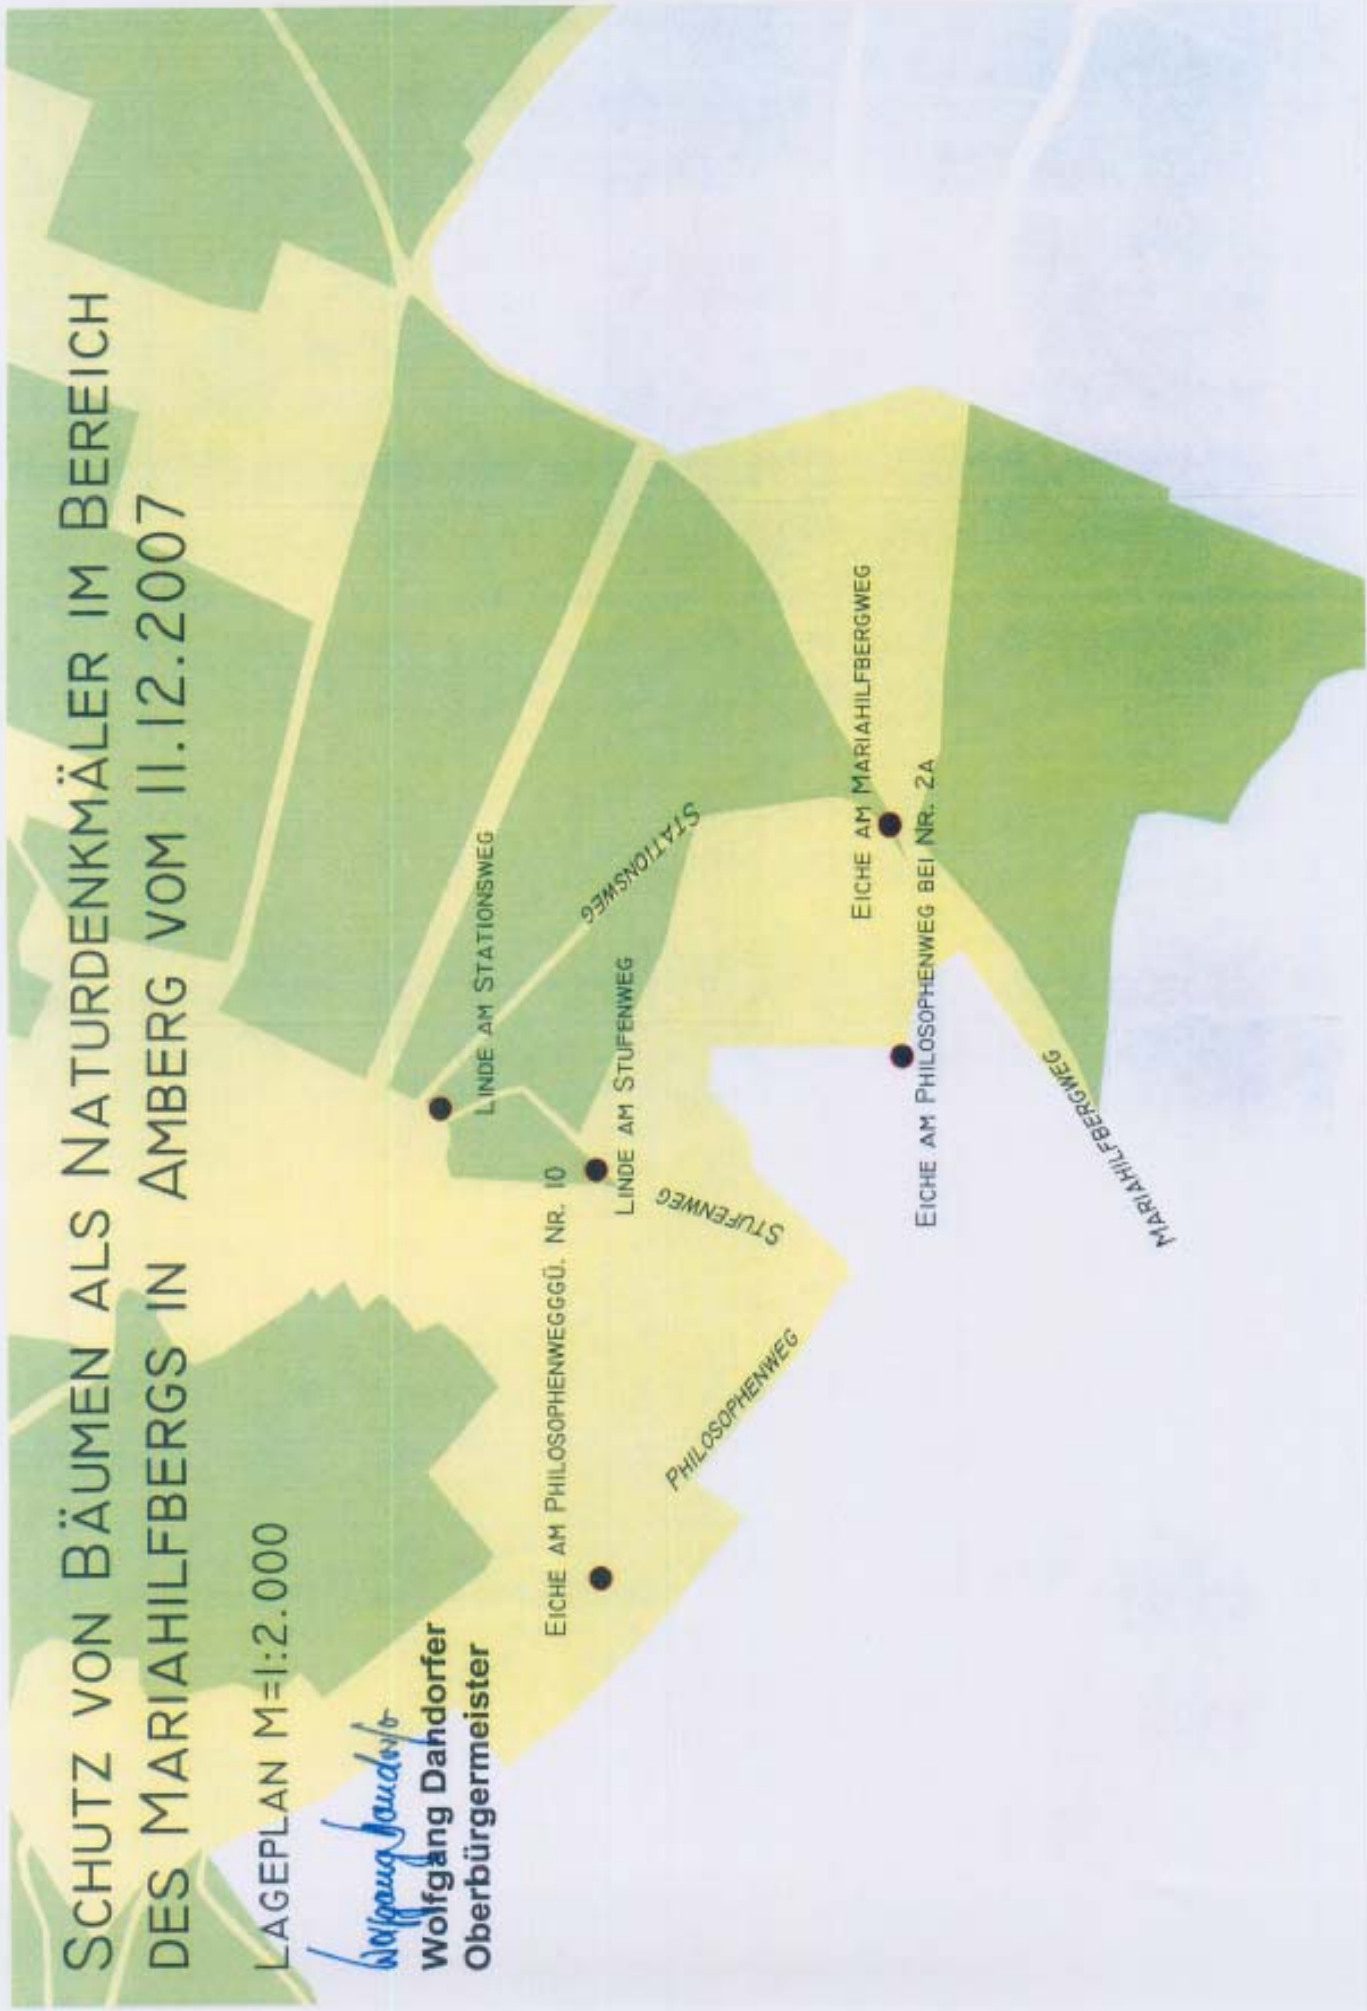 SCHUTZ VON BÄUMEN ALS NATURDENKMÄLER IM BEREICH
DES MARIAHILFBERGS IN AMBERG VOM 11.12.2007
LAGEPLAN M=1:2.000
Wolfgang Dandorfer
Wolfgang Dandorfer
Oberbürgermeister
LINDE AM STATIONSWEG
STATIONSWEG
EICHE AM PHILOSOPHENWEGGGÜ. NR. 10
LINDE AM STUFENWEG
STUFENWEG
PHILOSOPHENWEG
EICHE AM MARIAHILFBERGWEG
EICHE AM PHILOSOPHENWEG BEI NR. 2A
MARIAHILFBERGWEG